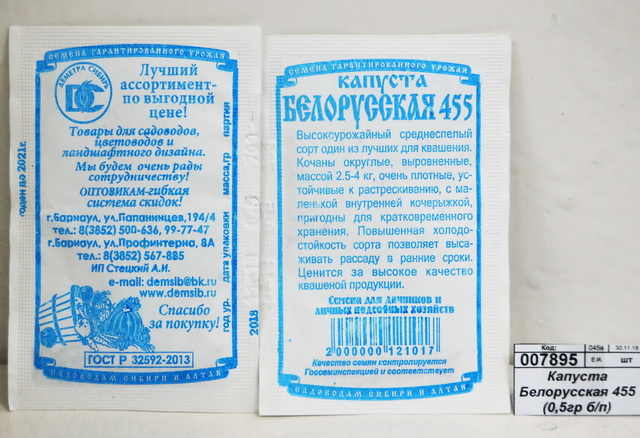 СЕМЕНА ГАРАНТИРОВАННОГО УРОЖАЯ
ДЕМЕТРА СИБИРЬ
Лучший
ассортимент-
по выгодной
цене!
Товары для садоводов,
цветоводов и
ландшафтного дизайна.
Мы будем очень рады
сотрудничеству!
ОПТОВИКАМ-гибкая
система скидок!
г.Барнаул, ул.Папанинцев,194/4
тел.: 8(3852) 500-636, 99-77-47
г.Барнаул, ул.Профинтерна, 8А
тел.: 8(3852) 567-885
ИП Стецкий А.И.
e-mail: demsib@bk.ru
www.demsib.ru
Спасибо
за покупку!
ГОСТ Р 32592-2013
САДОВОДАМ СИБИРИ И АЛТАЯ
годен до 2021г.
партия
масса,гр
дата упаковки
год ур.
2018
СЕМЕНА ГАРАНТИРОВАННОГО УРОЖАЯ
КАПУСТА
БЕЛОРУССКАЯ 455
Высокоурожайный среднеспелый
сорт один из лучших для квашения.
Кочаны округлые, выровненные,
массой 2.5-4 кг, очень плотные, ус-
тойчивые к растрескиванию, с ма-
ленькой внутренней кочерыжкой,
пригодны для кратковременного
хранения. Повышенная холодо-
стойкость сорта позволяет выса-
живать рассаду в ранние сроки.
Ценится за высокое качество
квашеной продукции.
Семена для дачников и
личных подсобных хозяйств
2 000000 121017
Качество семян контролируется
Госсеминспекцией и соответствует
САДОВОДАМ СИБИРИ И АЛТАЯ
Код:
30.11.18
007895
Е.И.
шт
Капуста
Белорусская 455
(0,5гр б/п)